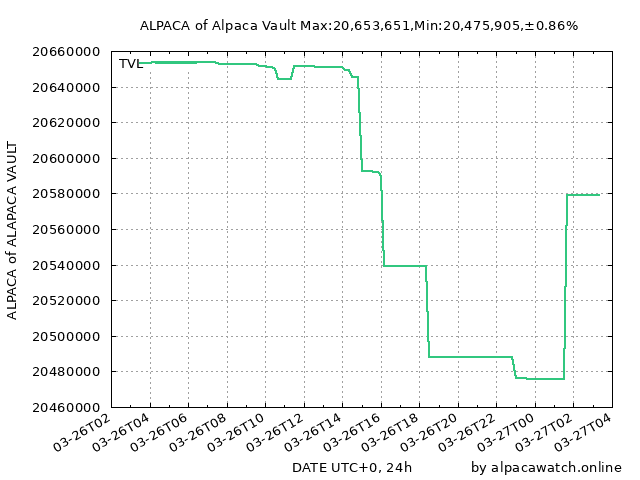 ALPACA of Alpaca Vault Max:20,653,651,Min:20,475,905,±0.86%
20660000
TVL
20640000
20620000
20600000
20580000
20560000
20540000
20520000
20500000
20480000
20460000
ALPACA of ALAPACA VAULT
03-26T02
03-26T04
03-26T06
03-26T08
03-26T10
03-26T12
03-26T14
03-26T16
03-26T18
03-26T20
03-26T22
03-27T00
03-27T02
03-27T04
DATE UTC+0, 24h
by alpacawatch.online